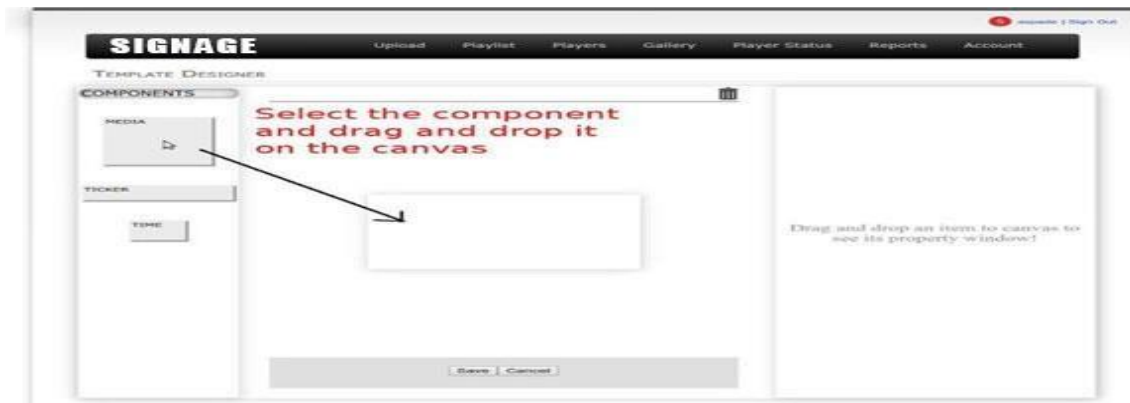 | Sign Out
SIGNAGE
Upload Playlist Players Gallery Player Status Reports Account
TEMPLATE DESIGNER
COMPONENTS
MEDIA
Select the component
and drag and drop it
on the canvas
TICKER
TIME
Drag and drop an item to canvas to
see its property window!
Save Cancel